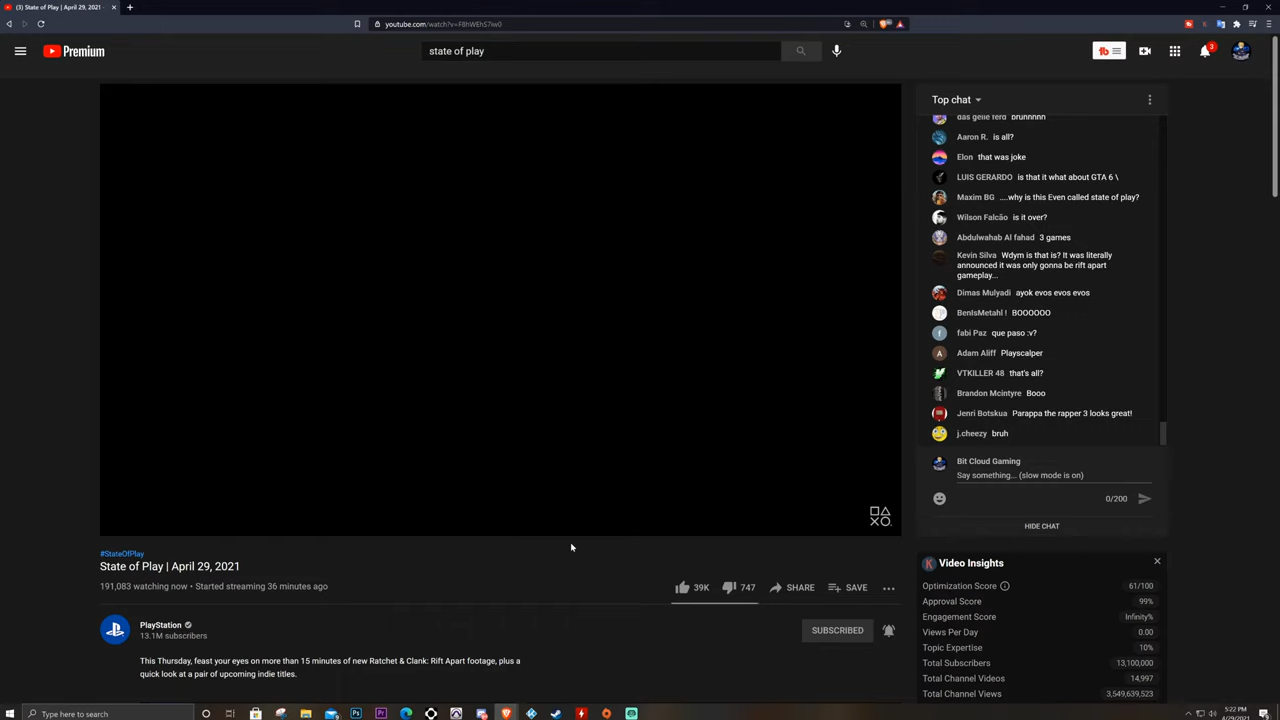 (3) State of Play | April 29, 2021 -
youtube.com/watch?v=F8hWEhS7iw0
Premium
state of play
3
Top chat
das geile ferd brunnnnn
Aaron R. is all?
Elon that was joke
LUIS GERARDO is that it what about GTA 6 \
Maxim BG ....why is this Even called state of play?
Wilson Falcão is it over?
Abdulwahab Al fahad 3 games
Kevin Silva Wdym is that is? It was literally
announced it was only gonna be rift apart
gameplay...
Dimas Mulyadi ayok evos evos evos
BenIsMetahl ! BOOOOOO
fabi Paz que paso :v?
A Adam Aliff Playscalper
VTKILLER 48 that's all?
Brandon Mcintyre Booo
Jenri Botskua Parappa the rapper 3 looks great!
j.cheezy bruh
Bit Cloud Gaming
Say something... (slow mode is on)
0/200
HIDE CHAT
#StateOfPlay
State of Play | April 29, 2021
191,083 watching now • Started streaming 36 minutes ago
39K 747 SHARE SAVE
PlayStation
13.1M subscribers
SUBSCRIBED
This Thursday, feast your eyes on more than 15 minutes of new Ratchet & Clank: Rift Apart footage, plus a
quick look at a pair of upcoming indie titles.
Video Insights
Optimization Score 61/100
Approval Score 99%
Engagement Score Infinity%
Views Per Day 0.00
Topic Expertise 10%
Total Subscribers 13,100,000
Total Channel Videos 14,997
Total Channel Views 3,549,639,523
Type here to search
5:22 PM
4/29/2021